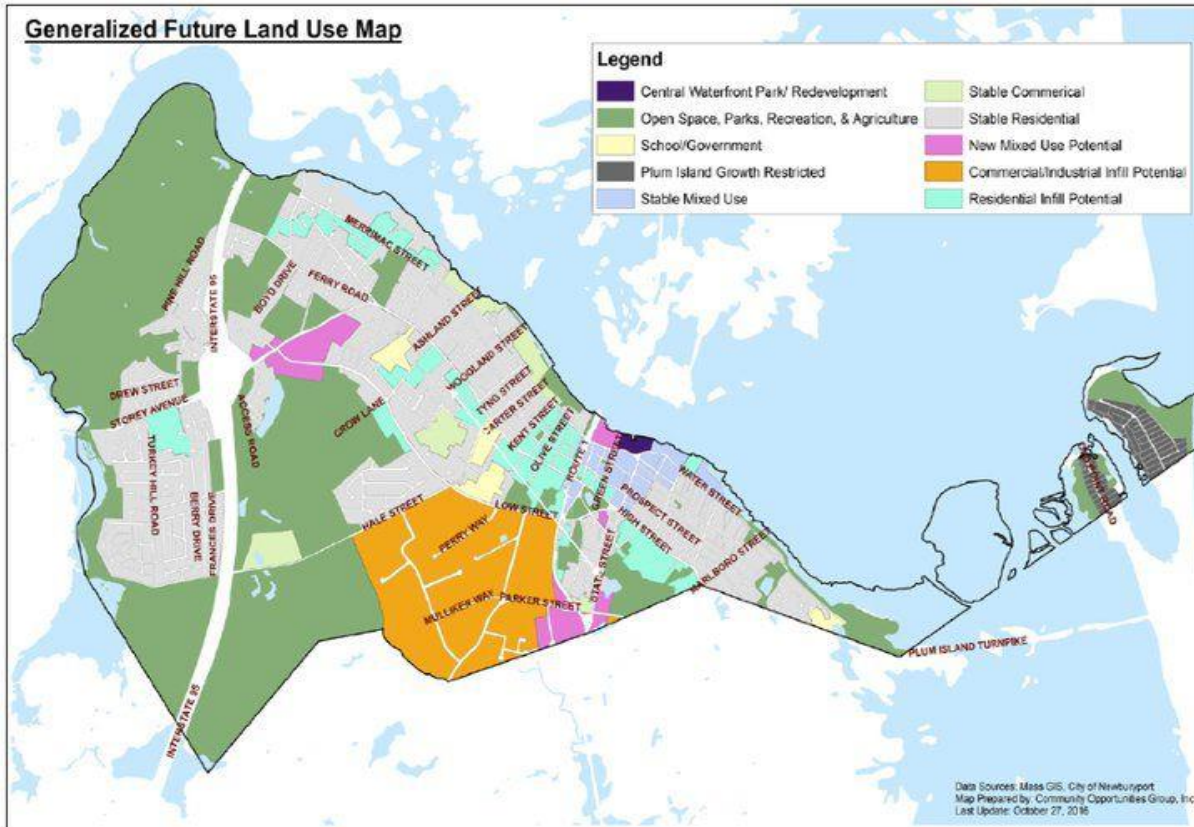 Generalized Future Land Use Map
Legend
Central Waterfront Park/ Redevelopment
Open Space, Parks, Recreation, & Agriculture
School/Government
Plum Island Growth Restricted
Stable Mixed Use
Stable Commerical
Stable Residential
New Mixed Use Potential
Commercial/Industrial Infill Potential
Residential Infill Potential
MERRIMAC STREET
PINE HILL ROAD
INTERSTATE 95
BOYD DRIVE
FERRY ROAD
ASHLAND STREET
WOODLAND STREET
TYNG STREET
CARTER STREET
KENT STREET
OLIVE STREET
ROUTE 1
GREEN STREET
WATER STREET
PROSPECT STREET
HIGH STREET
MARLBORO STREET
STATE STREET
DREW STREET
STOREY AVENUE
ACCESS ROAD
CROW LANE
TURKEY HILL ROAD
BERRY DRIVE
FRANCES DRIVE
HALE STREET
LOW STREET
PERRY WAY
MULLIKER WAY
PARKER STREET
PLUM ISLAND TURNPIKE
INTERSTATE 95
Data Sources: Mass GIS, City of Newburyport
Map Prepared by: Community Opportunities Group, Inc
Last Update: October 27, 2016